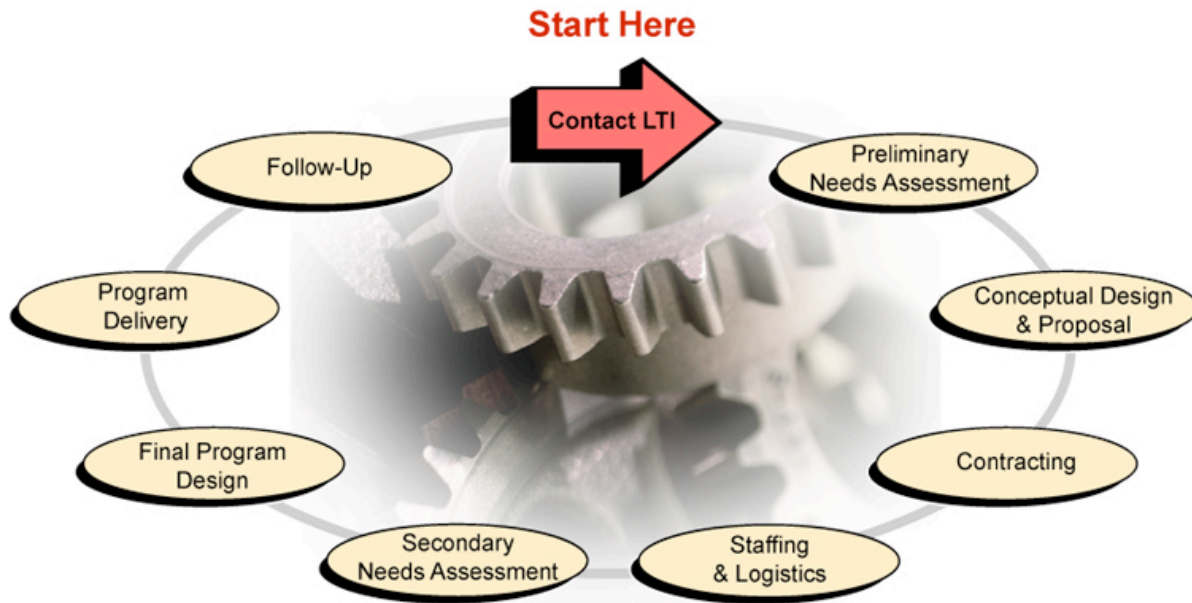 Start Here
Contact LTI
Preliminary
Needs Assessment
Conceptual Design
& Proposal
Contracting
Staffing
& Logistics
Secondary
Needs Assessment
Final Program
Design
Program
Delivery
Follow-Up